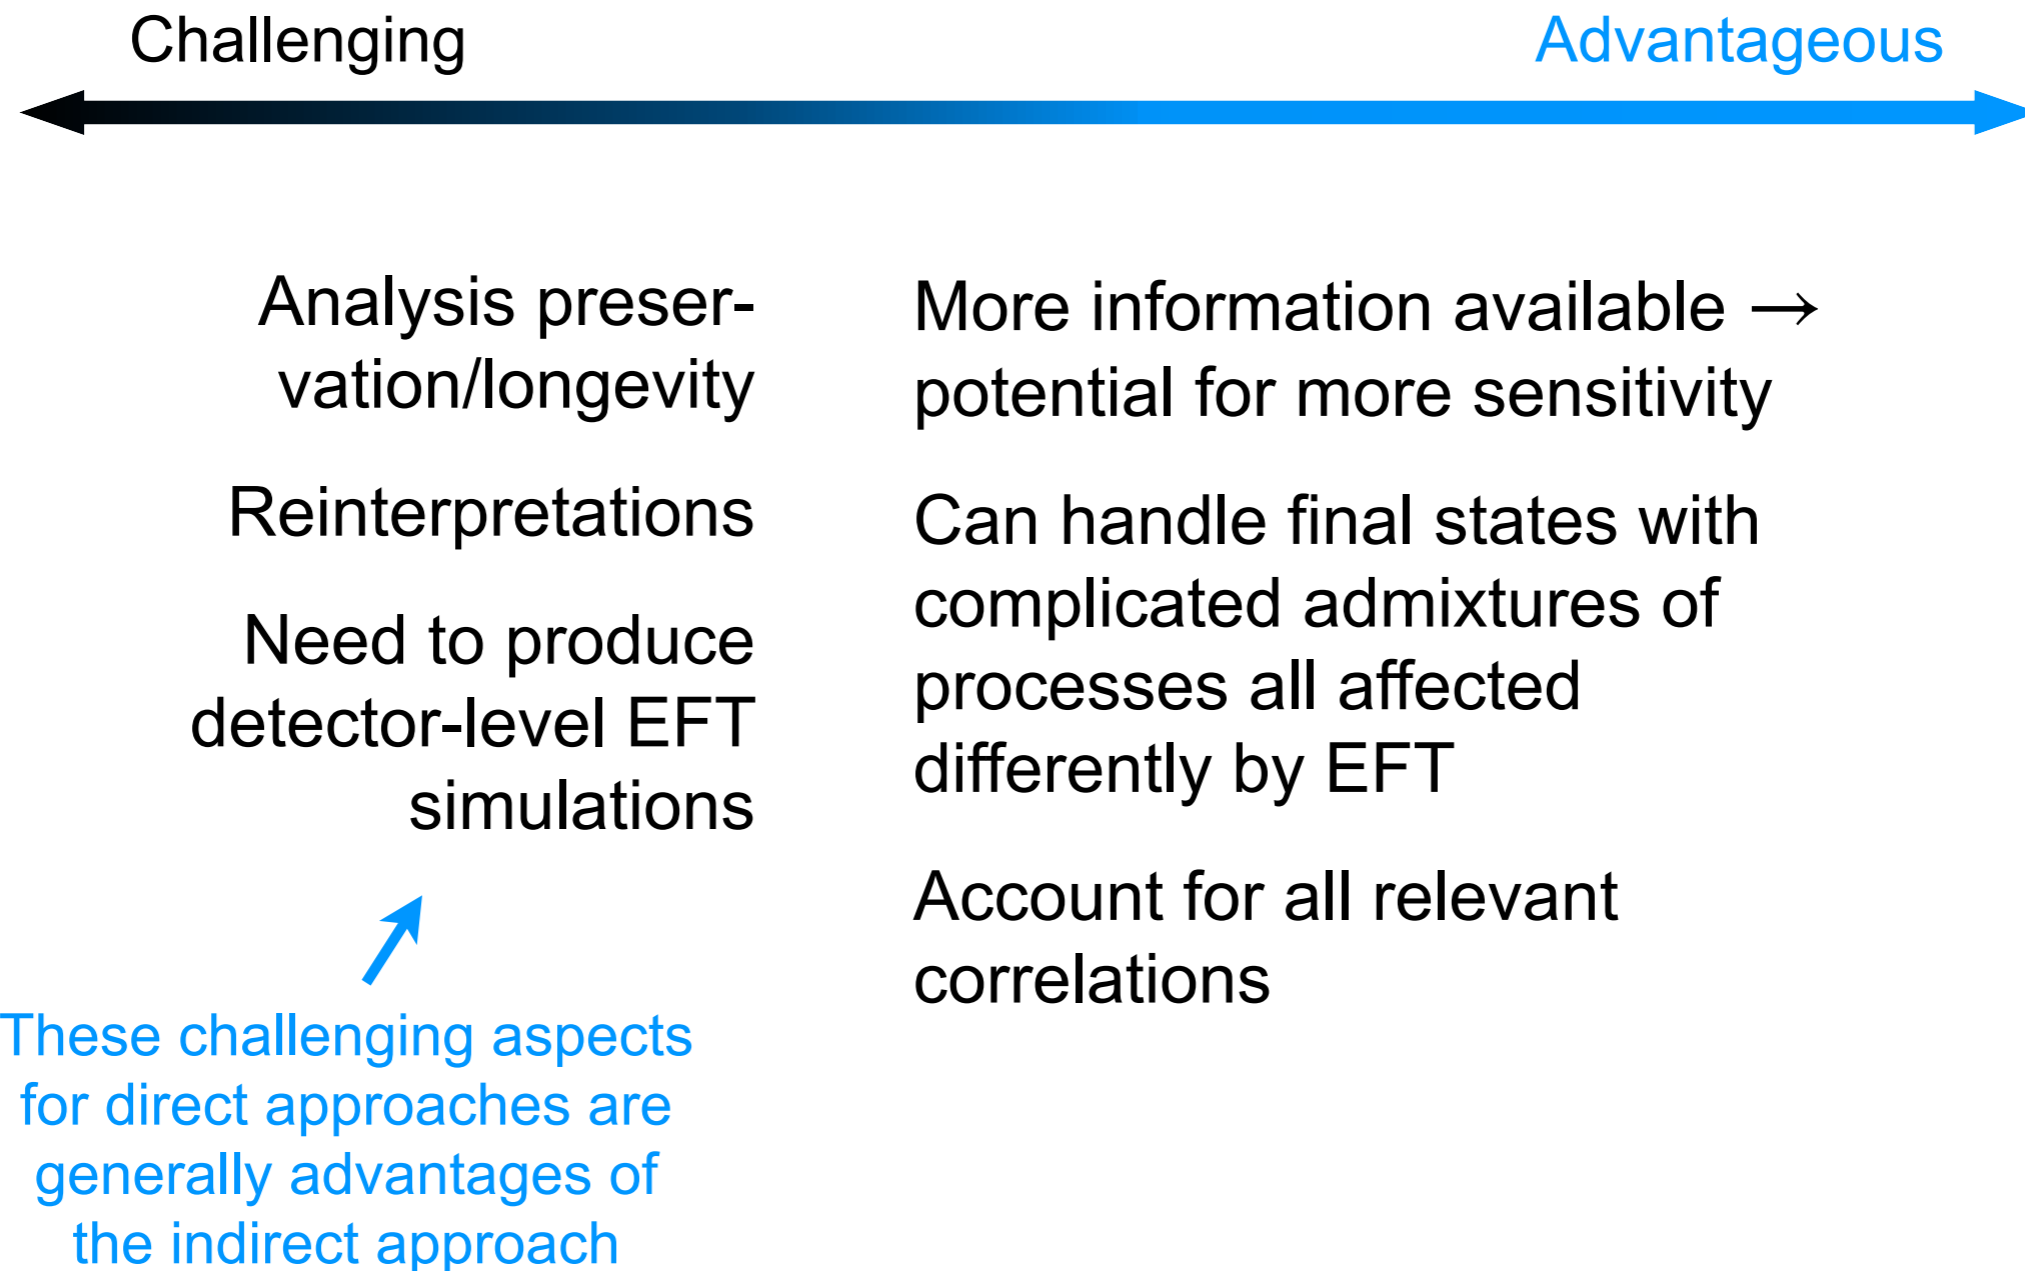 Challenging
Advantageous
Analysis preser-
vation/longevity
Reinterpretations
Need to produce
detector-level EFT
simulations
These challenging aspects
for direct approaches are
generally advantages of
the indirect approach
More information available →
potential for more sensitivity
Can handle final states with
complicated admixtures of
processes all affected
differently by EFT
Account for all relevant
correlations